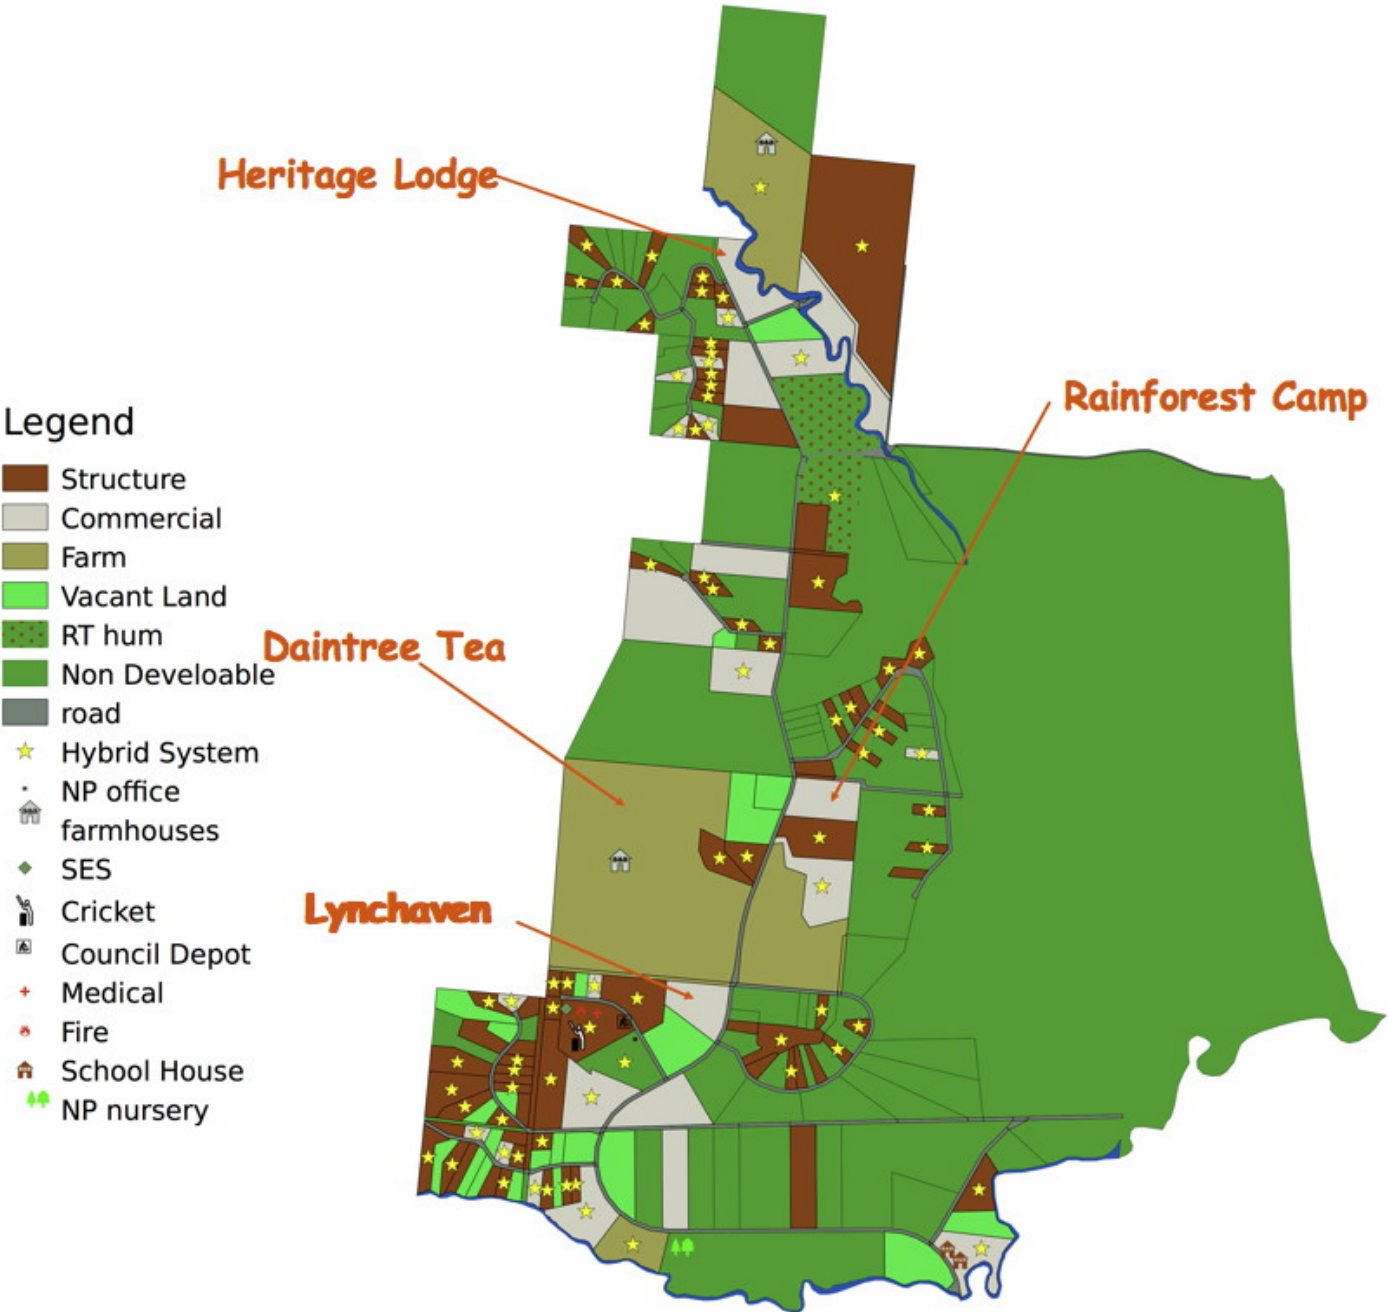 Heritage Lodge
Rainforest Camp
Legend
Structure
Commercial
Farm
Vacant Land
RT hum
Daintree Tea
Non Develoable
road
Hybrid System
NP office
farmhouses
SES
Lynchaven
Cricket
Council Depot
Medical
Fire
School House
NP nursery